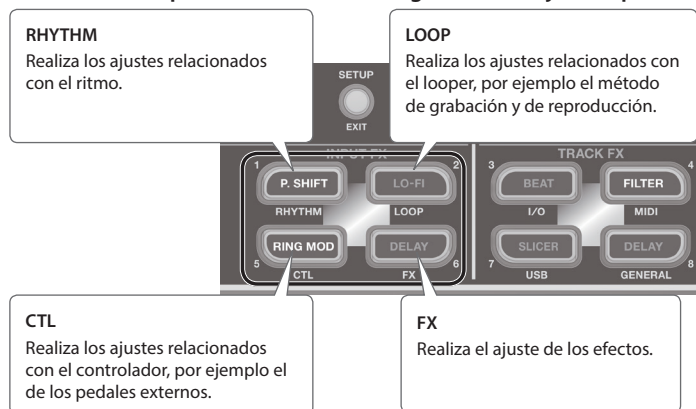 RHYTHM
Realiza los ajustes relacionados
con el ritmo.
LOOP
Realiza los ajustes relacionados con
el looper, por ejemplo el método
de grabación y de reproducción.
SETUP
EXIT
INPUT FX
TRACK FX
1 P. SHIFT
LO-FI 2
3 BEAT
FILTER 4
RHYTHM
LOOP
I/O
MIDI
RING MOD
DELAY
SLICER
DELAY
5 CTL
FX 6
7 USB
GENERAL 8
CTL
Realiza los ajustes relacionados
con el controlador, por ejemplo el
de los pedales externos.
FX
Realiza el ajuste de los efectos.